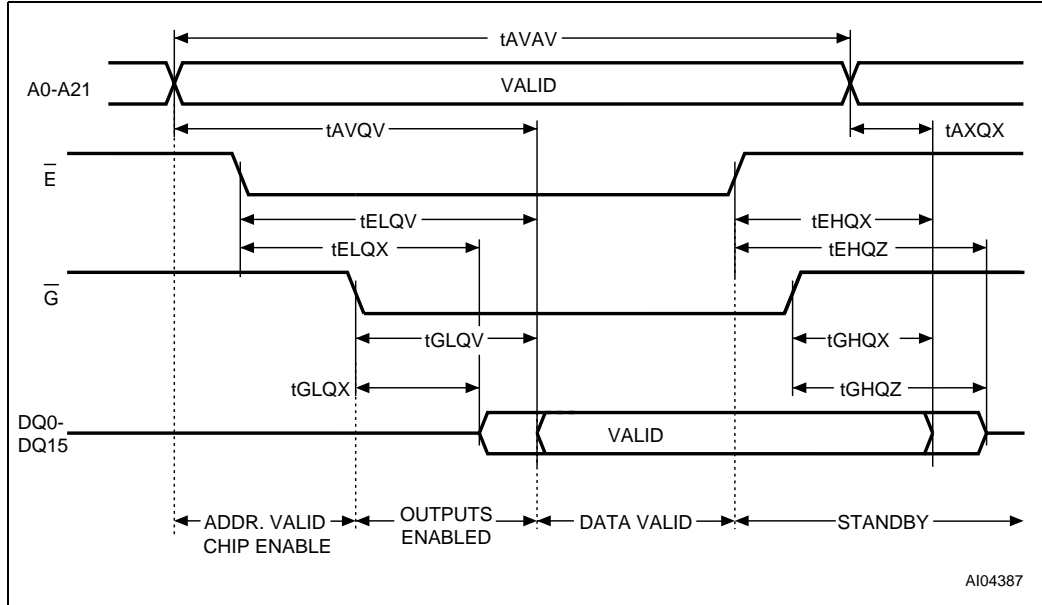 tAVAV
A0-A21
VALID
tAVQV
tAXQX
E
tELQV
tEHQX
tELQX
tEHQZ
G
tGLQV
tGHQX
tGLQX
tGHQZ
DQ0-
DQ15
VALID
ADDR. VALID
CHIP ENABLE
OUTPUTS
ENABLED
DATA VALID
STANDBY
AI04387